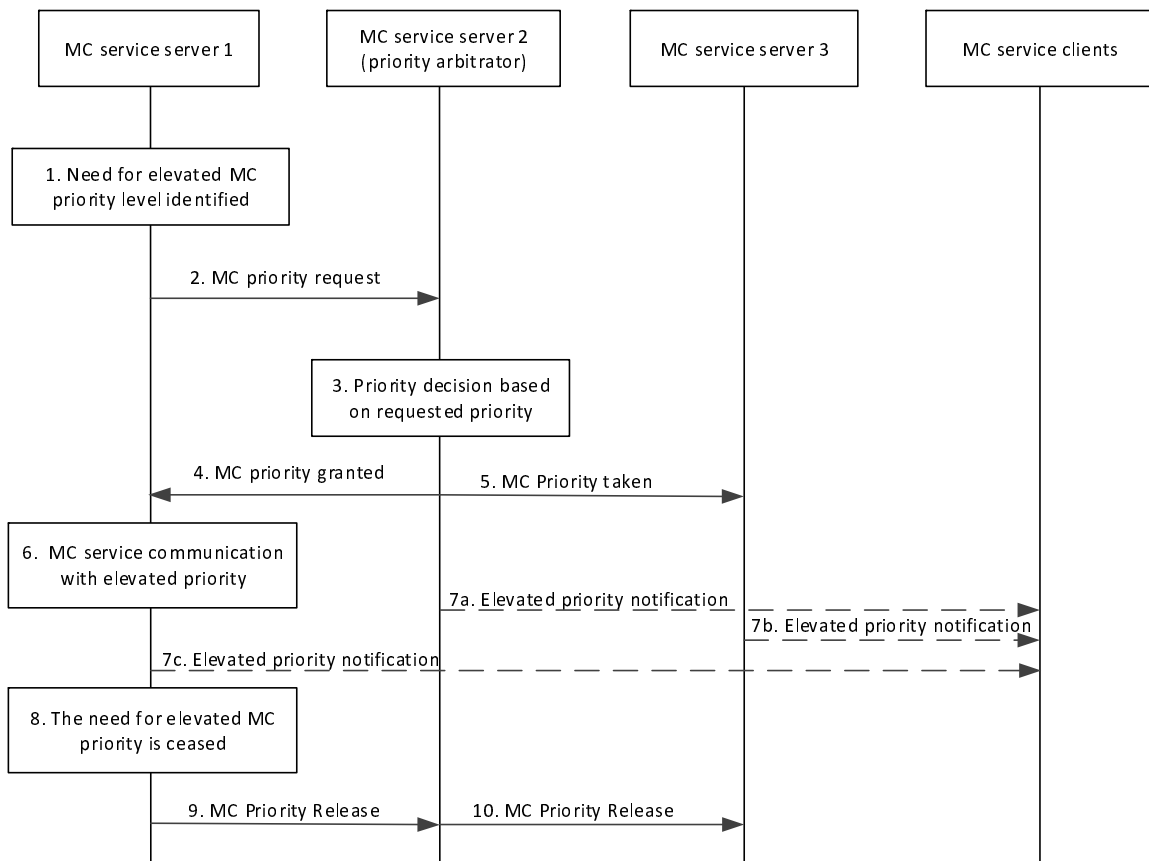 MC service server 1
MC service server 2
(priority arbitrator)
MC service server 3
MC service clients
1. Need for elevated MC
priority level identified
2. MC priority request
3. Priority decision based
on requested priority
4. MC priority granted
5. MC Priority taken
6. MC service communication
with elevated priority
7a. Elevated priority notification
7b. Elevated priority notification
7c. Elevated priority notification
8. The need for elevated MC
priority is ceased
9. MC Priority Release
10. MC Priority Release